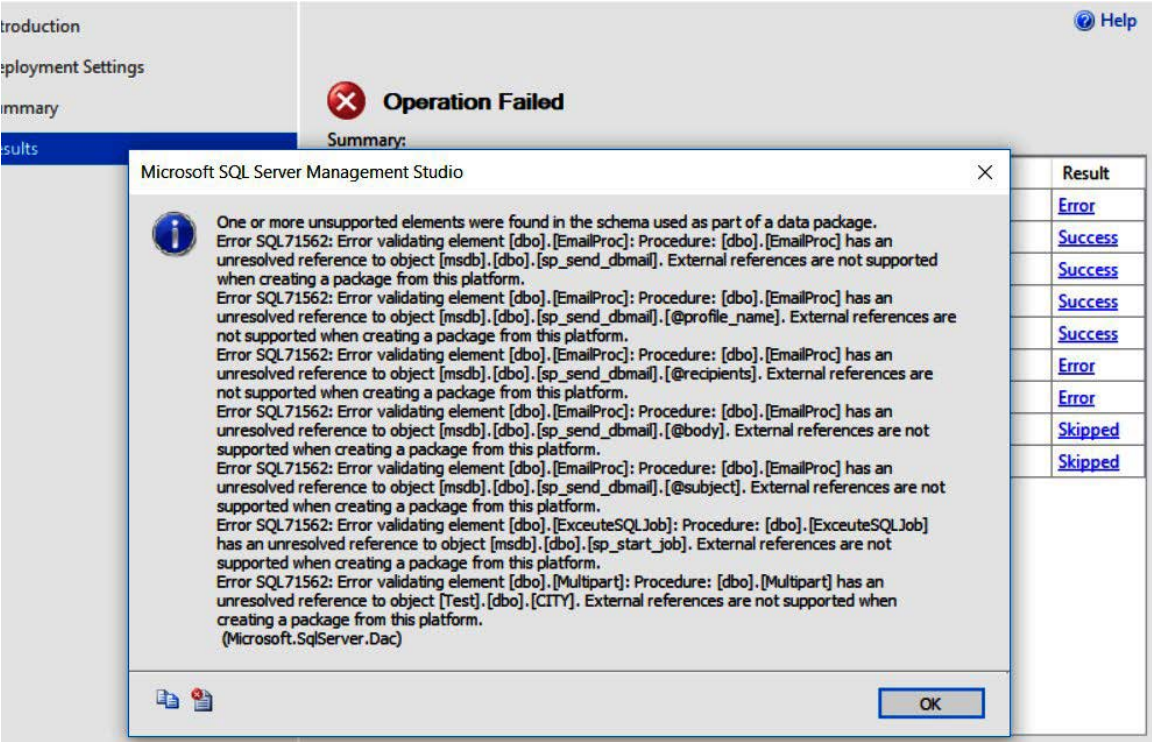 troduction
Help
eployment Settings
Operation Failed
mmary
Summary:
esults
Microsoft SQL Server Management Studio
Result
One or more unsupported elements were found in the schema used as part of a data package.
Error SQL71562: Error validating element [dbo].[EmailProc]: Procedure: [dbo].[EmailProc] has an
unresolved reference to object [msdb].[dbo].[sp_send_dbmail]. External references are not supported
when creating a package from this platform.
Error SQL71562: Error validating element [dbo].[EmailProc]: Procedure: [dbo].[EmailProc] has an
unresolved reference to object [msdb].[dbo].[sp_send_dbmail].[@profile_name]. External references are
not supported when creating a package from this platform.
Error SQL71562: Error validating element [dbo].[EmailProc]: Procedure: [dbo].[EmailProc] has an
unresolved reference to object [msdb].[dbo].[sp_send_dbmail].[@recipients]. External references are
not supported when creating a package from this platform.
Error SQL71562: Error validating element [dbo].[EmailProc]: Procedure: [dbo].[EmailProc] has an
unresolved reference to object [msdb].[dbo].[sp_send_dbmail].[@body]. External references are not
supported when creating a package from this platform.
Error SQL71562: Error validating element [dbo].[EmailProc]: Procedure: [dbo].[EmailProc] has an
unresolved reference to object [msdb].[dbo].[sp_send_dbmail].[@subject]. External references are not
supported when creating a package from this platform.
Error SQL71562: Error validating element [dbo].[ExceuteSQLJob]: Procedure: [dbo].[ExceuteSQLJob]
has an unresolved reference to object [msdb].[dbo].[sp_start_job]. External references are not
supported when creating a package from this platform.
Error SQL71562: Error validating element [dbo].[Multipart]: Procedure: [dbo].[Multipart] has an
unresolved reference to object [Test].[dbo].[CITY]. External references are not supported when
creating a package from this platform.
(Microsoft.SqlServer.Dac)
Error
Success
Success
Success
Success
Error
Error
Skipped
Skipped
OK